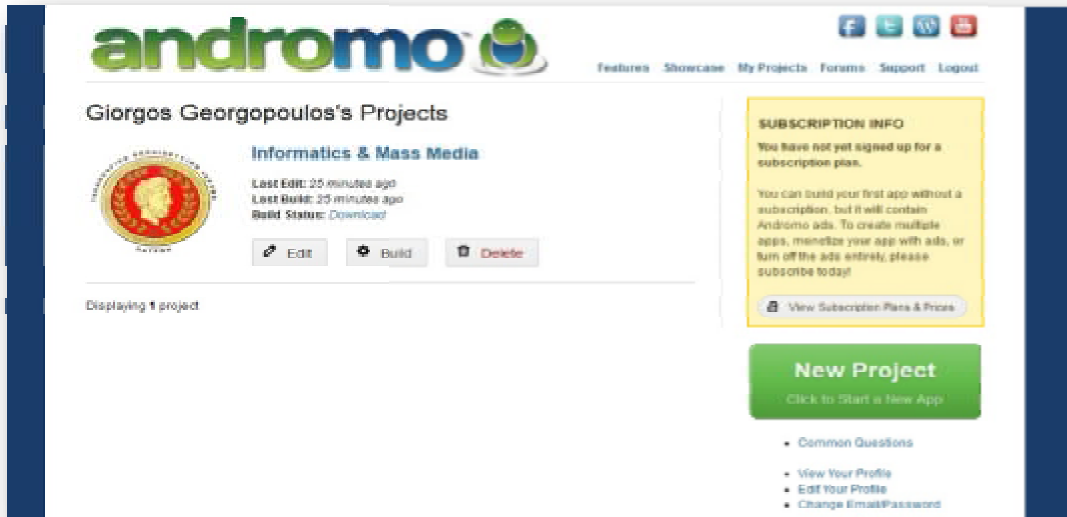 andromo
Features Showcase My Projects Forums Support Logout
Giorgos Georgopoulos's Projects
Informatics & Mass Media
Last Edit: 25 minutes ago
Last Build: 25 minutes ago
Build Status: Download
Edit Build Delete
Displaying 1 project
SUBSCRIPTION INFO
You have not yet signed up for a
subscription plan.
You can build your first app without a
subscription, but it will contain
Andromo ads. To create multiple
apps, monetize your app with ads, or
turn off the ads entirely, please
subscribe today!
View Subscription Plans & Prices
New Project
Click to Start a New App
Common Questions
View Your Profile
Edit Your Profile
Change Email/Password